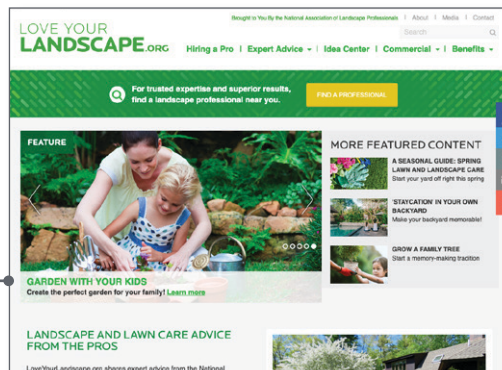 Brought to You By the National Association of Landscape Professionals | About | Media | Contact
LOVE YOUR
LANDSCAPE.ORG
Search
Hiring a Pro | Expert Advice | Idea Center | Commercial | Benefits
For trusted expertise and superior results,
find a landscape professional near you.
FIND A PROFESSIONAL
FEATURE
GARDEN WITH YOUR KIDS
Create the perfect garden for your family! Learn more
MORE FEATURED CONTENT
A SEASONAL GUIDE: SPRING
LAWN AND LANDSCAPE CARE
Start your yard off right this spring
'STAYCATION' IN YOUR OWN
BACKYARD
Make your backyard memorable!
GROW A FAMILY TREE
Start a memory-making tradition
LANDSCAPE AND LAWN CARE ADVICE
FROM THE PROS
LoveYourLandscape.org shares expert advice from the National